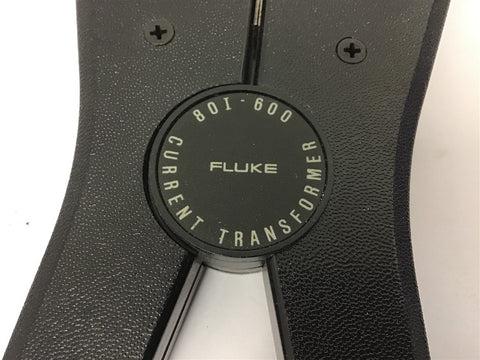 80I-600
FLUKE
CURRENT TRANSFORMER